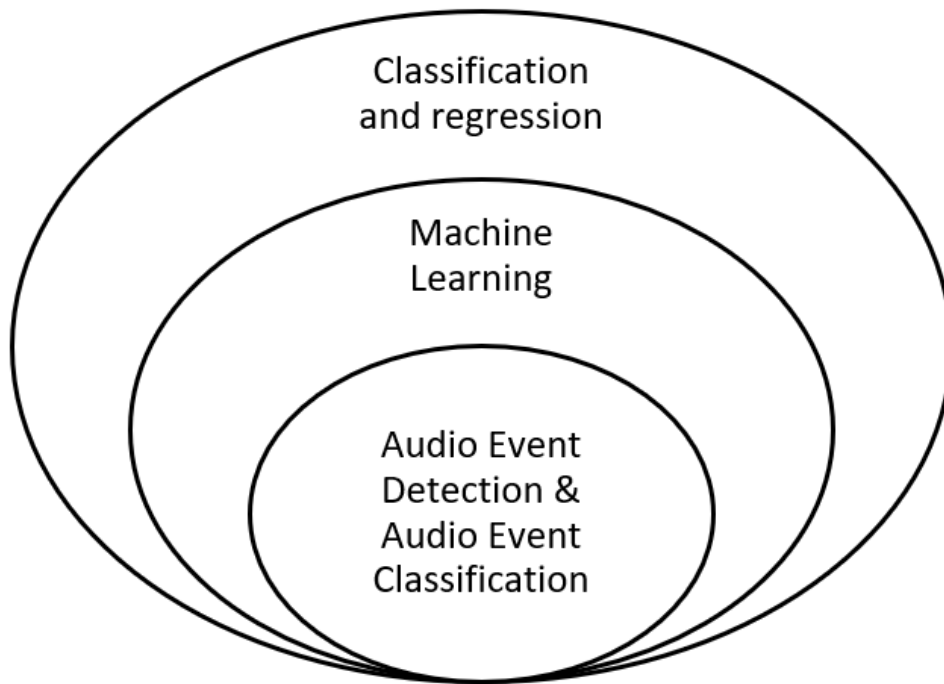 Classification
and regression
Machine
Learning
Audio Event
Detection &
Audio Event
Classification